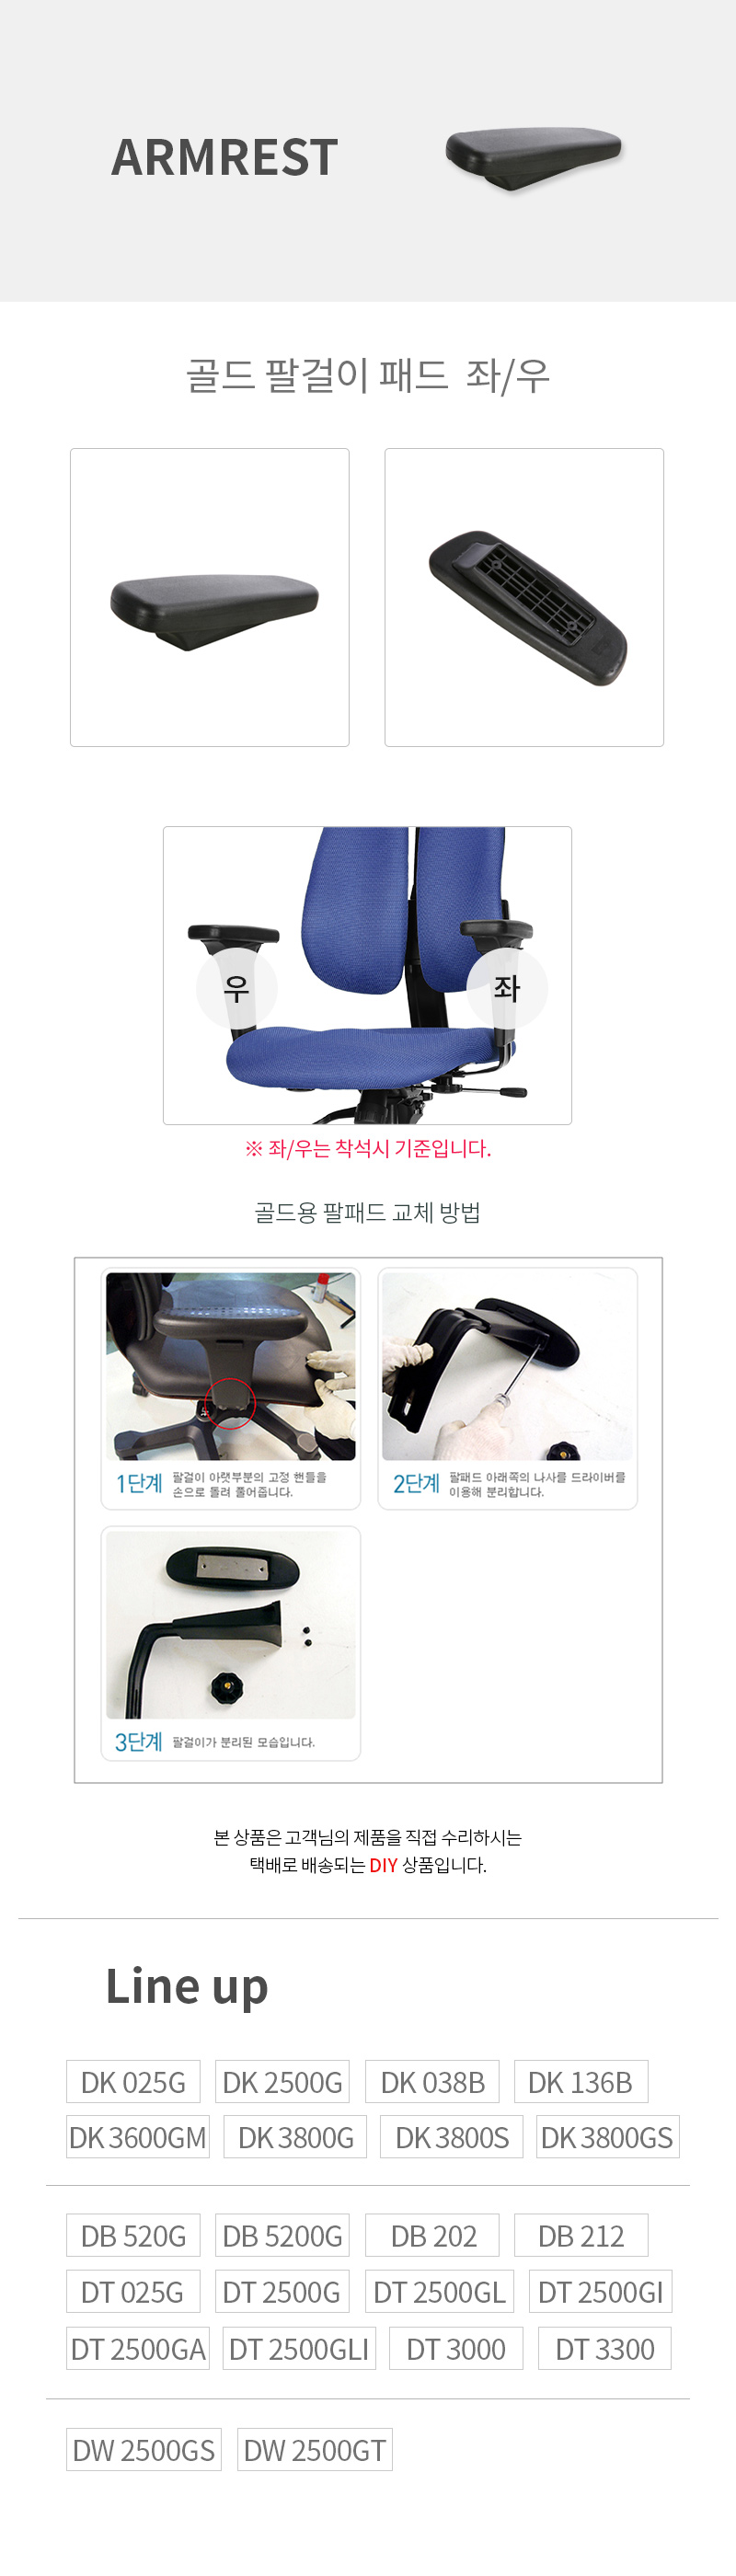 ARMREST
골드 팔걸이 패드 좌/우
우
좌
※ 좌/우는 착석시 기준입니다.
골드용 팔패드 교체 방법
1단계 팔걸이 아랫부분의 고정 핸들을
손으로 돌려 풀어줍니다.
2단계 팔패드 아래쪽의 나사를 드라이버를
이용해 분리합니다.
3단계 팔걸이가 분리된 모습입니다.
본 상품은 고객님의 제품을 직접 수리하시는
택배로 배송되는 DIY 상품입니다.
Line up
DK 025G DK 2500G DK 038B DK 136B
DK 3600GM DK 3800G DK 3800S DK 3800GS
DB 520G DB 5200G DB 202 DB 212
DT 025G DT 2500G DT 2500GL DT 2500GI
DT 2500GA DT 2500GLI DT 3000 DT 3300
DW 2500GS DW 2500GT